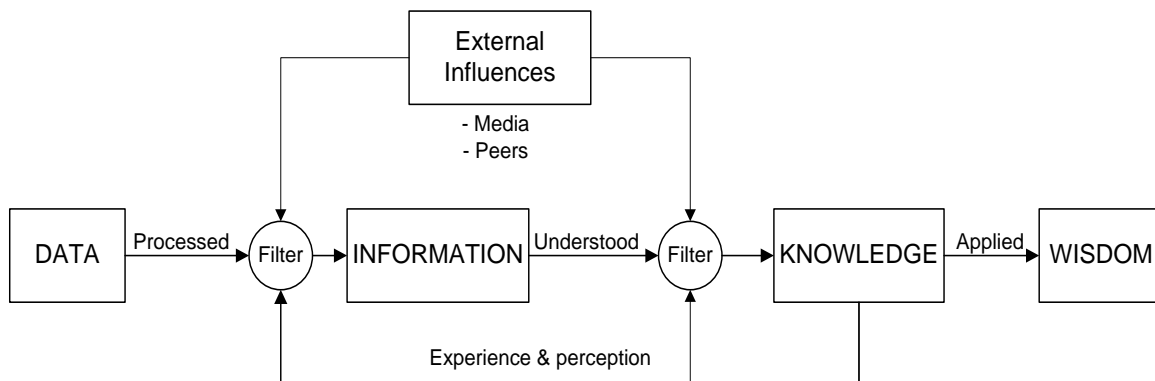 External
Influences
- Media
- Peers
DATA
Processed
Filter
INFORMATION
Understood
Filter
KNOWLEDGE
Applied
WISDOM
Experience & perception